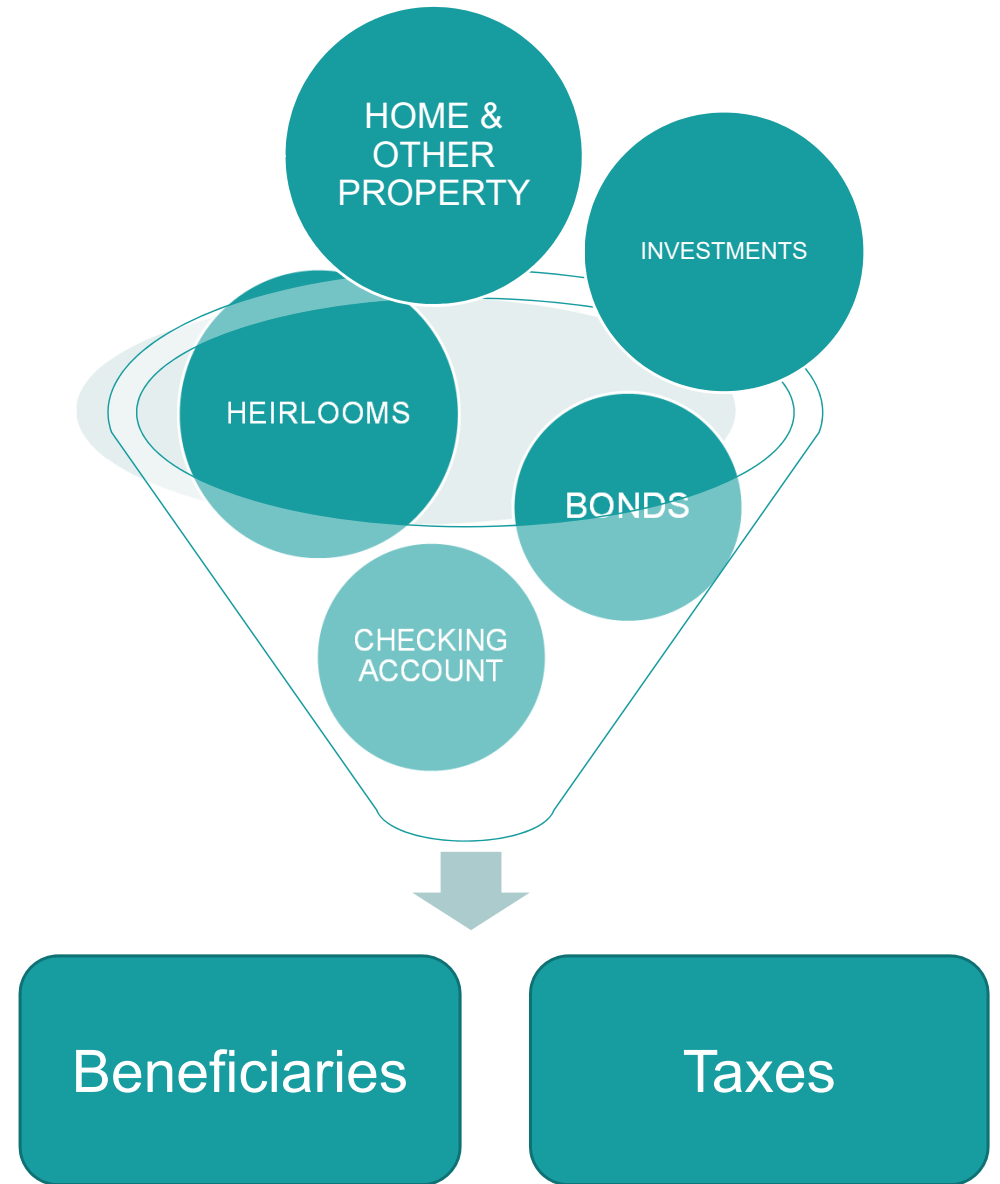 HOME &
OTHER
PROPERTY
INVESTMENTS
HEIRLOOMS
BONDS
CHECKING
ACCOUNT
Beneficiaries
Taxes